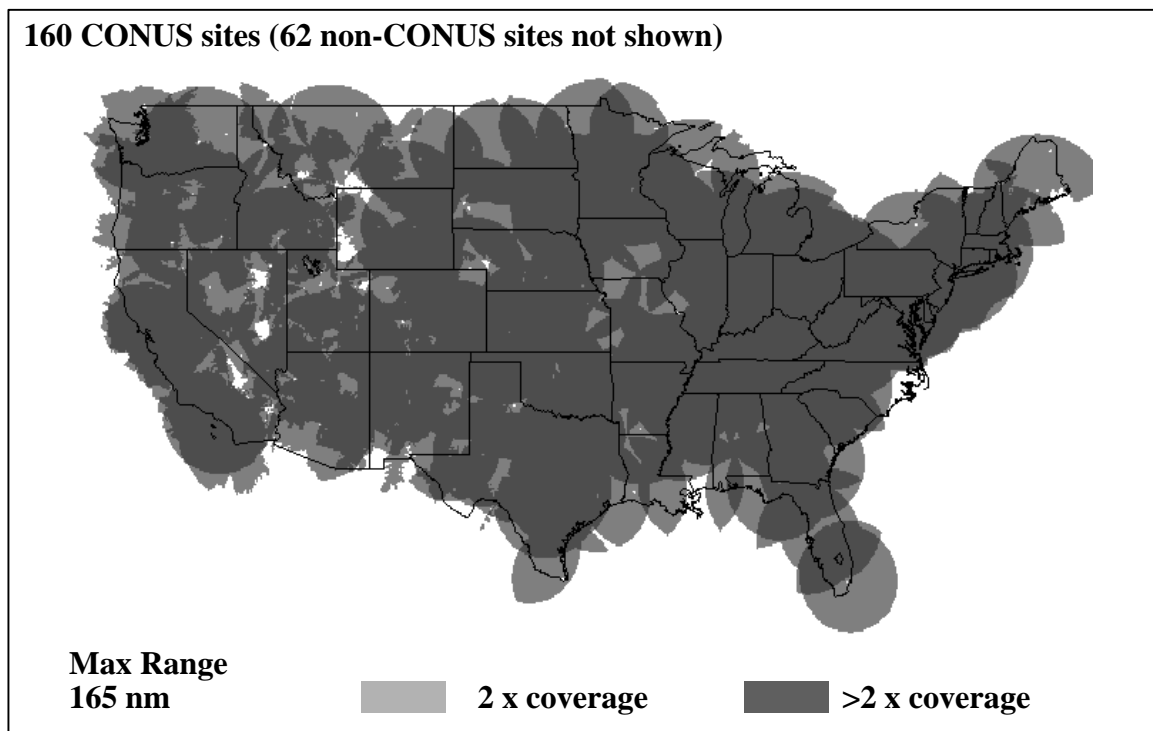 160 CONUS sites (62 non-CONUS sites not shown)
Max Range
165 nm
2 x coverage
>2 x coverage